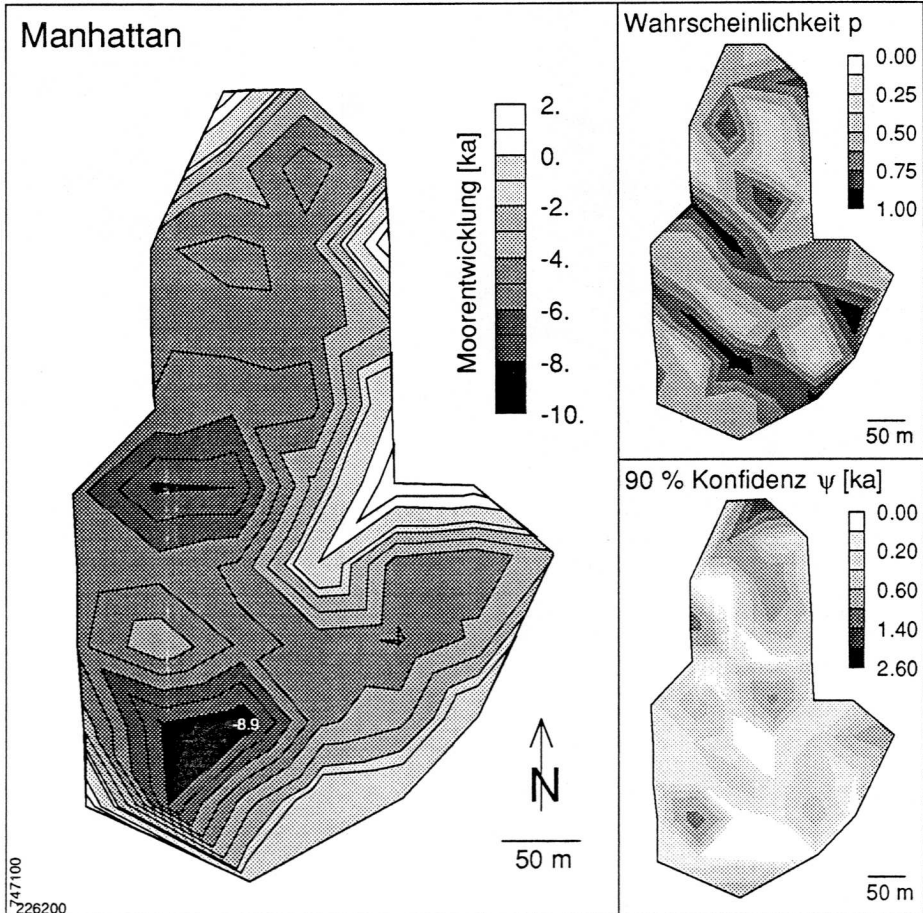 Manhattan
Moorentwicklung [ka]
2.
0.
-2.
-4.
-6.
-8.
-10.
-8.9
N
50 m
747100
226200
Wahrscheinlichkeit p
0.00
0.25
0.50
0.75
1.00
50 m
90 % Konfidenz ψ [ka]
0.00
0.20
0.60
1.40
2.60
50 m